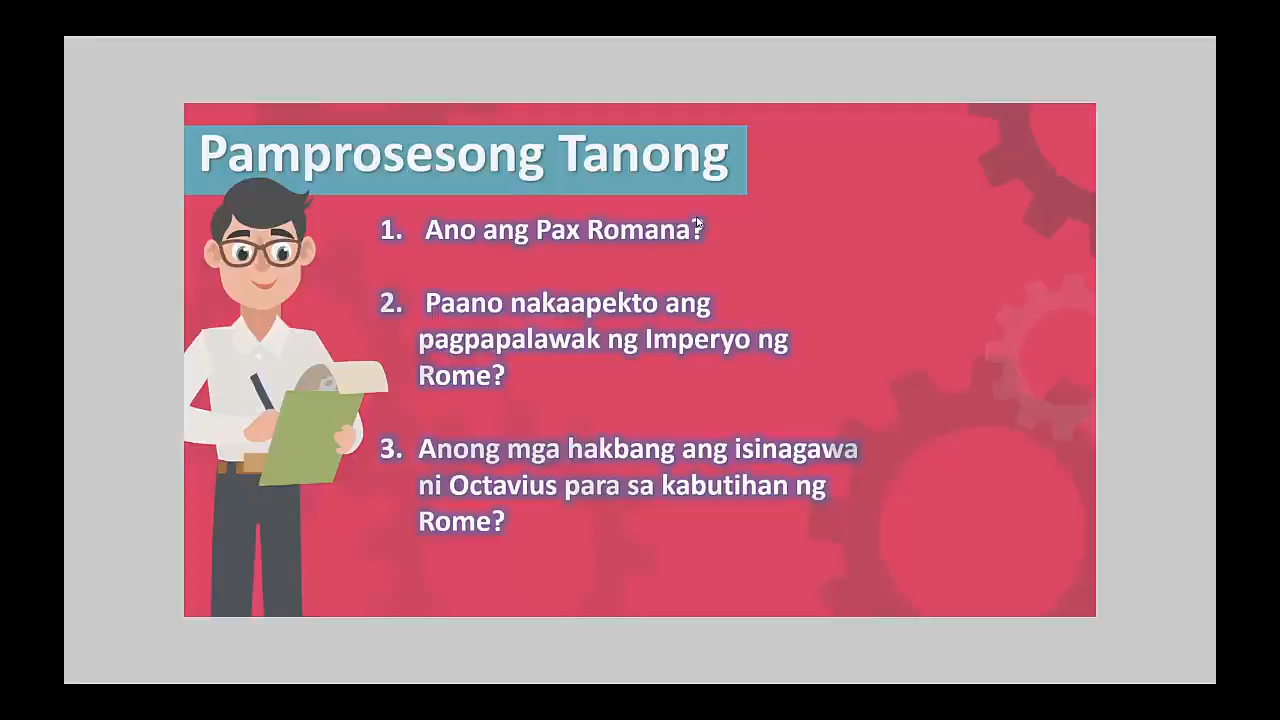 Pamprosesong Tanong
1. Ano ang Pax Romana?
2. Paano nakaapekto ang
pagpapalawak ng Imperyo ng
Rome?
3. Anong mga hakbang ang isinagawa
ni Octavius para sa kabutihan ng
Rome?